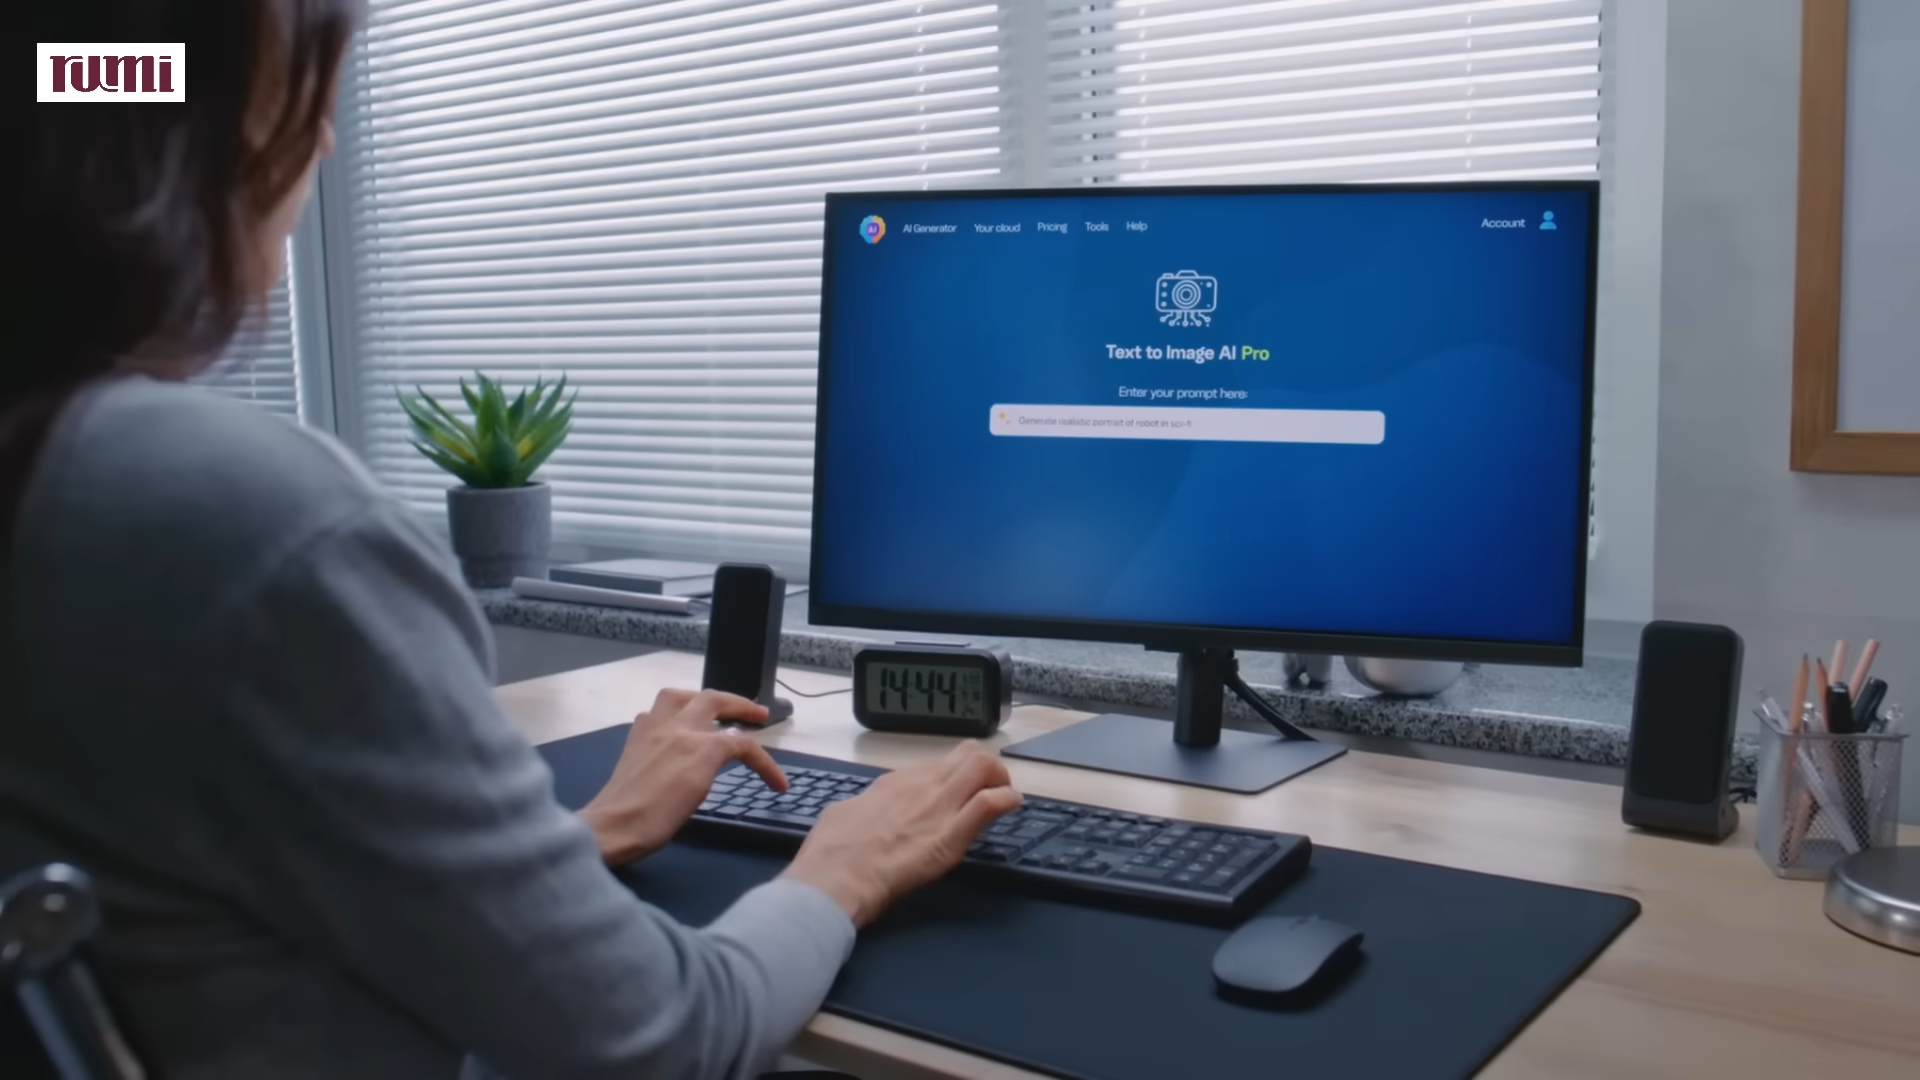 rumi
AI
AI Generator
Your cloud
Pricing
Tools
Help
Account
Text to Image AI Pro
Enter your prompt here:
Generate realistic portrait of robot in sci-fi
14:44